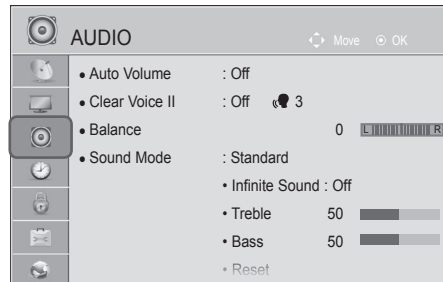 AUDIO Move OK
• Auto Volume : Off
• Clear Voice II : Off 3
• Balance 0 L R
• Sound Mode : Standard
• Infinite Sound : Off
• Treble 50
• Bass 50
• Reset